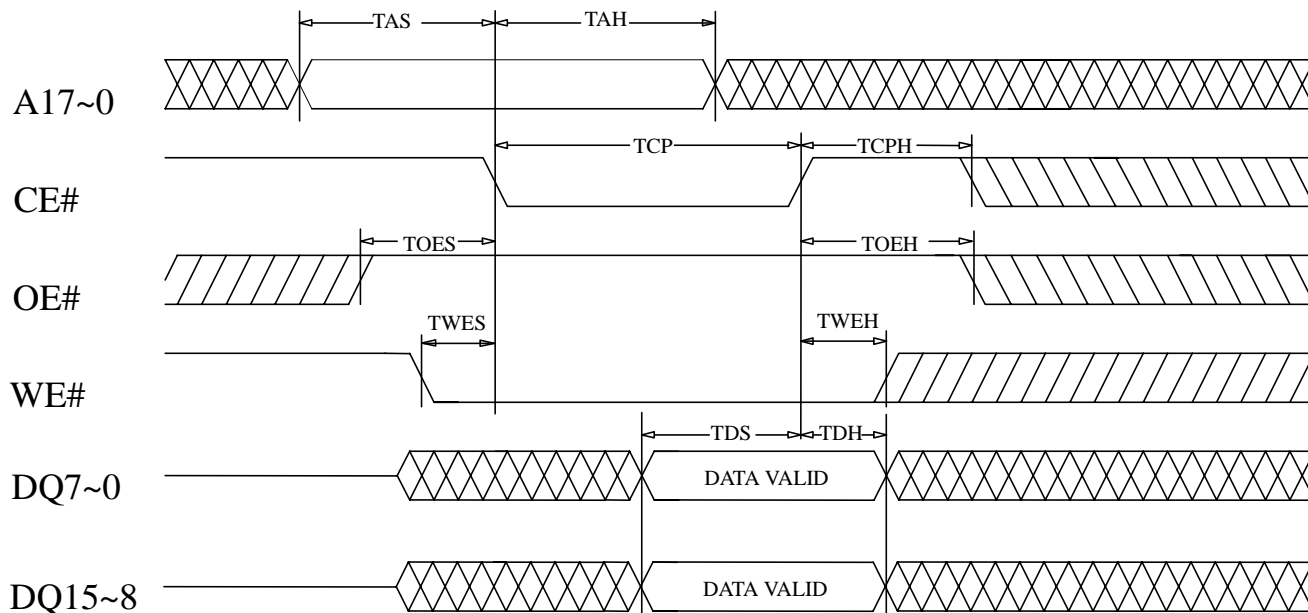 TAS TAH
A17~0
TCP TCPH
CE#
TOES TOEH
OE#
TWES TWEH
WE#
TDS TDH
DQ7~0 DATA VALID
DQ15~8 DATA VALID